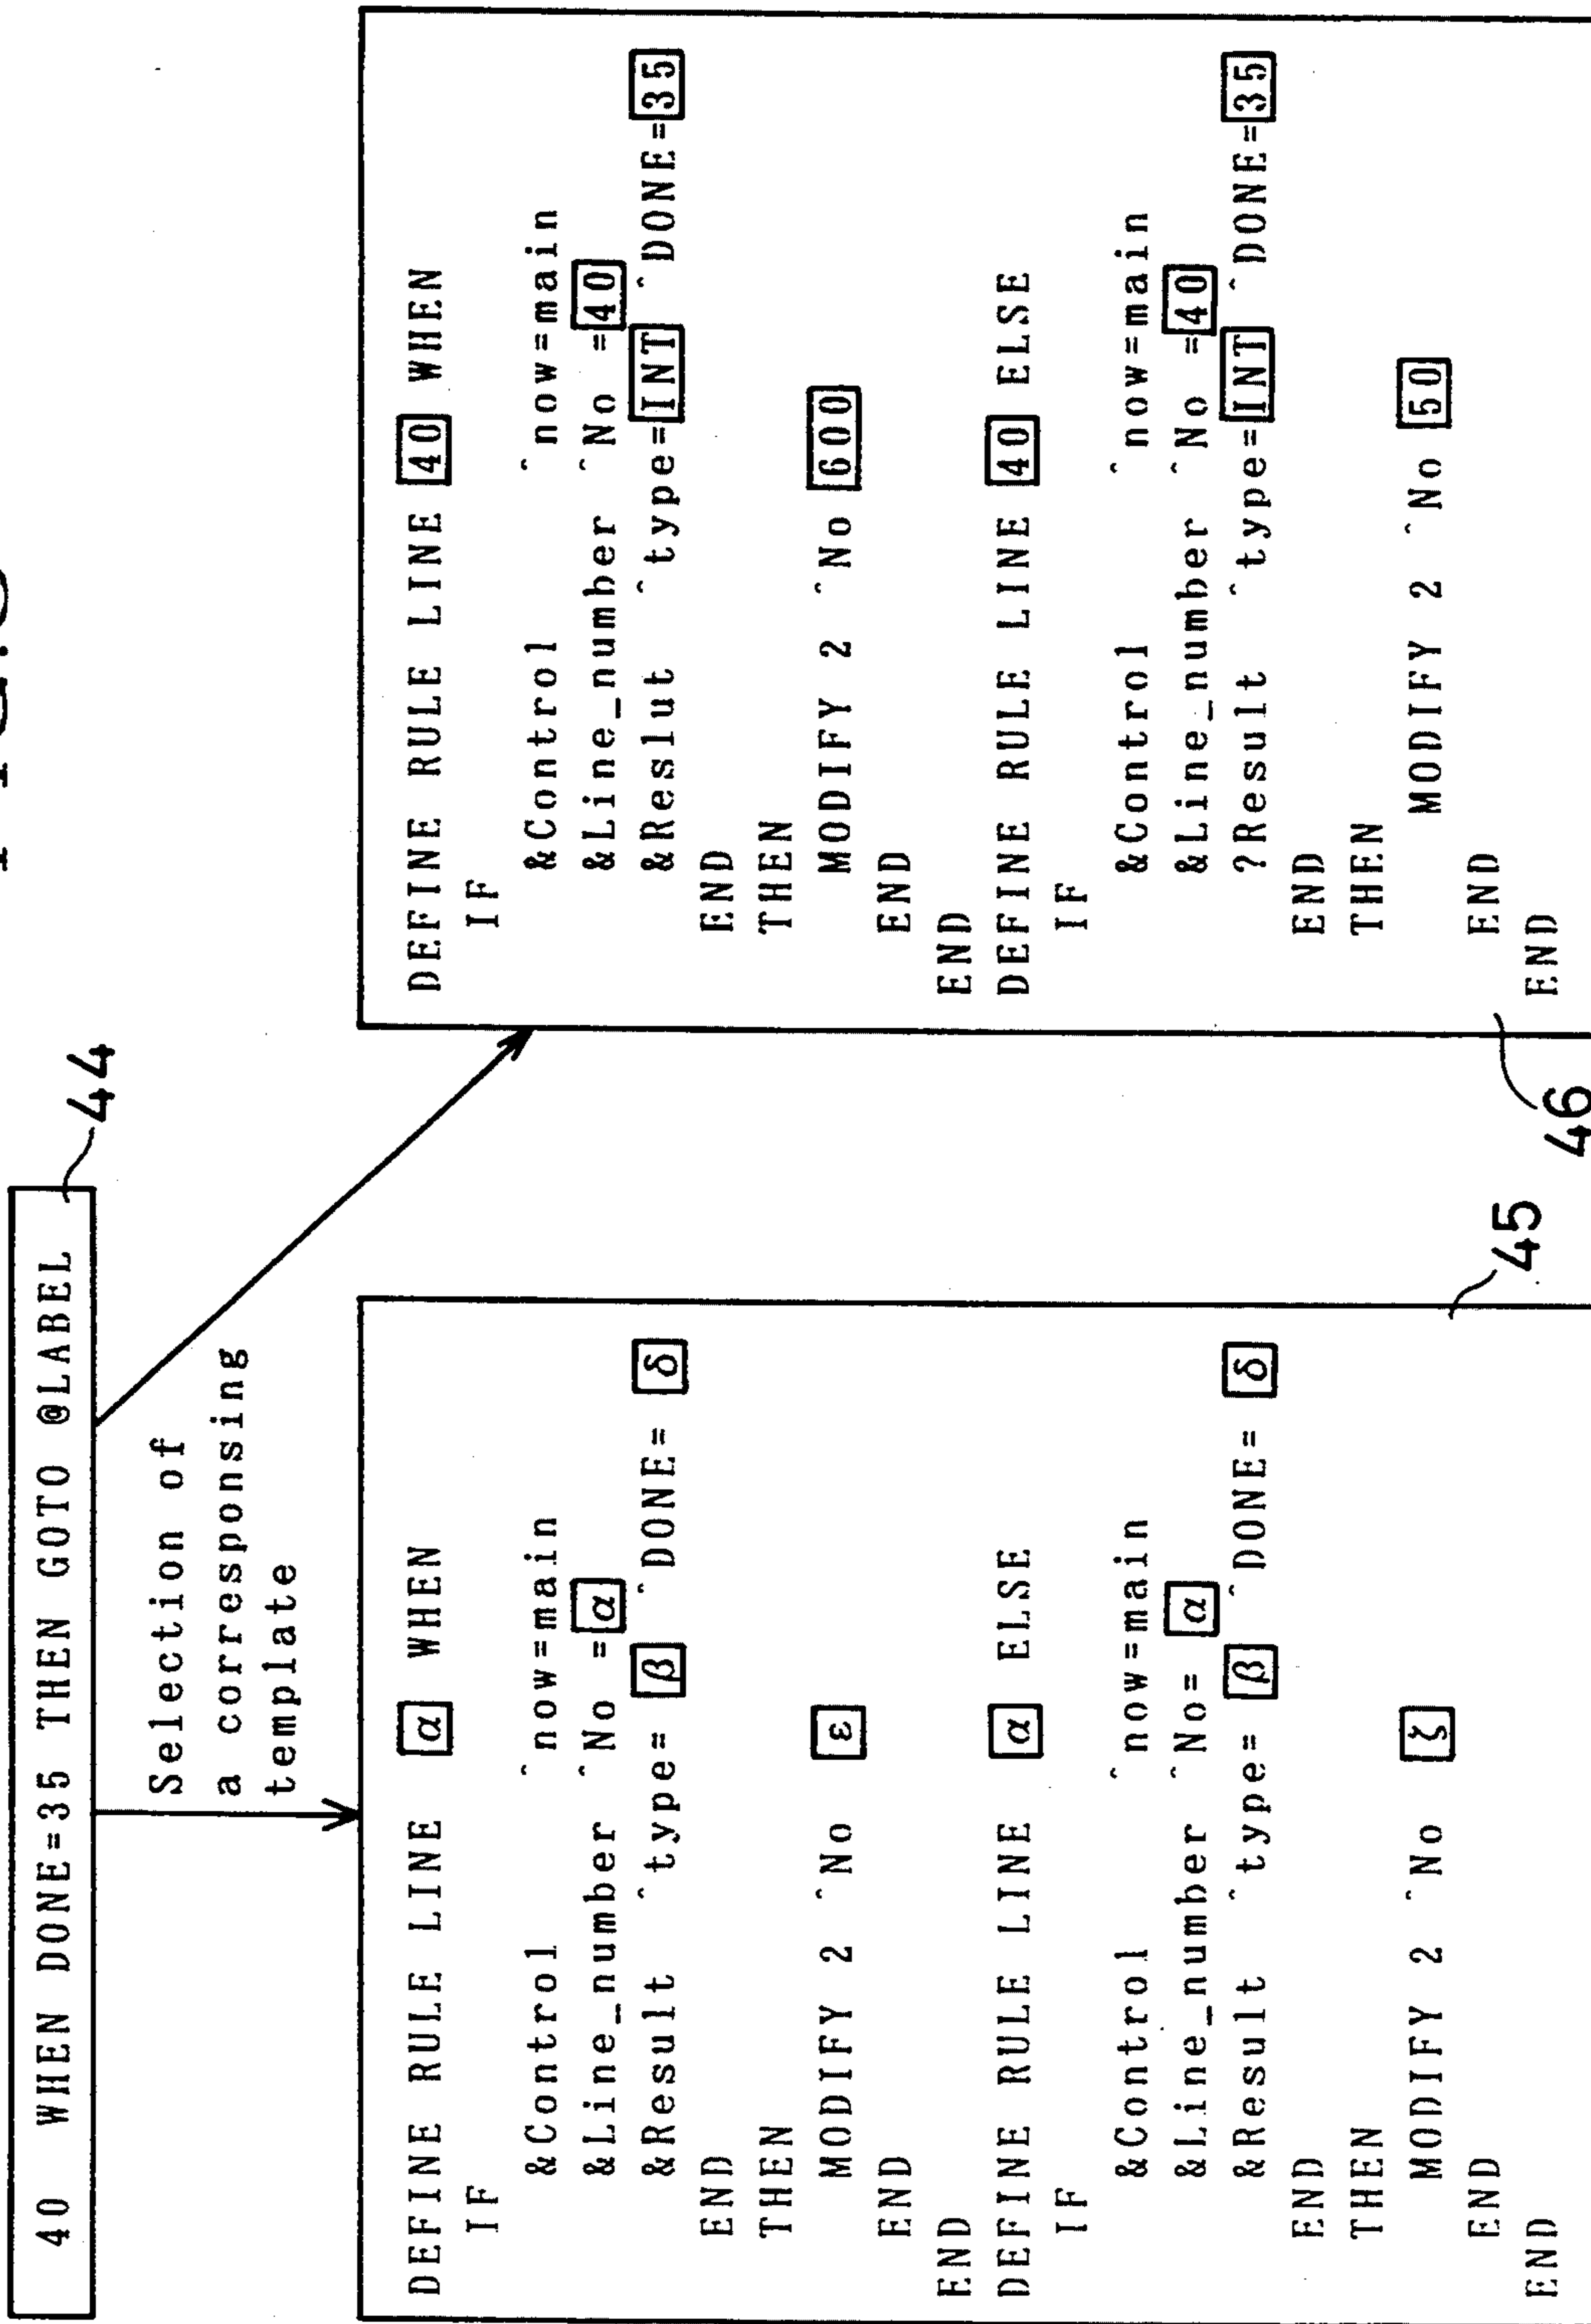 40 WHEN DONE=35 THEN GOTO @LABEL
44
Selection of
a corresponsing
template
DEFINE RULE LINE α WHEN
IF
&Control ^now=main
&Line_number ^No =α
&Result ^type= β ^DONE= δ
END
THEN
MODIFY 2 ^No ε
END
END
DEFINE RULE LINE α ELSE
IF
&Control ^now=main
&Line_number ^No= α
&Result ^type= β ^DONE= δ
END
THEN
MODIFY 2 ^No ζ
END
END
45
DEFINE RULE LINE 40 WHEN
IF
&Control ^now=main
&Line_number ^No =40
&Reslut ^type=INT ^DONE=35
END
THEN
MODIFY 2 ^No 600
END
END
DEFINE RULE LINE 40 ELSE
IF
&Control ^now=main
&Line_number ^No =40
?Result ^type=INT ^DONE=35
END
THEN
MODIFY 2 ^No 50
END
END
46